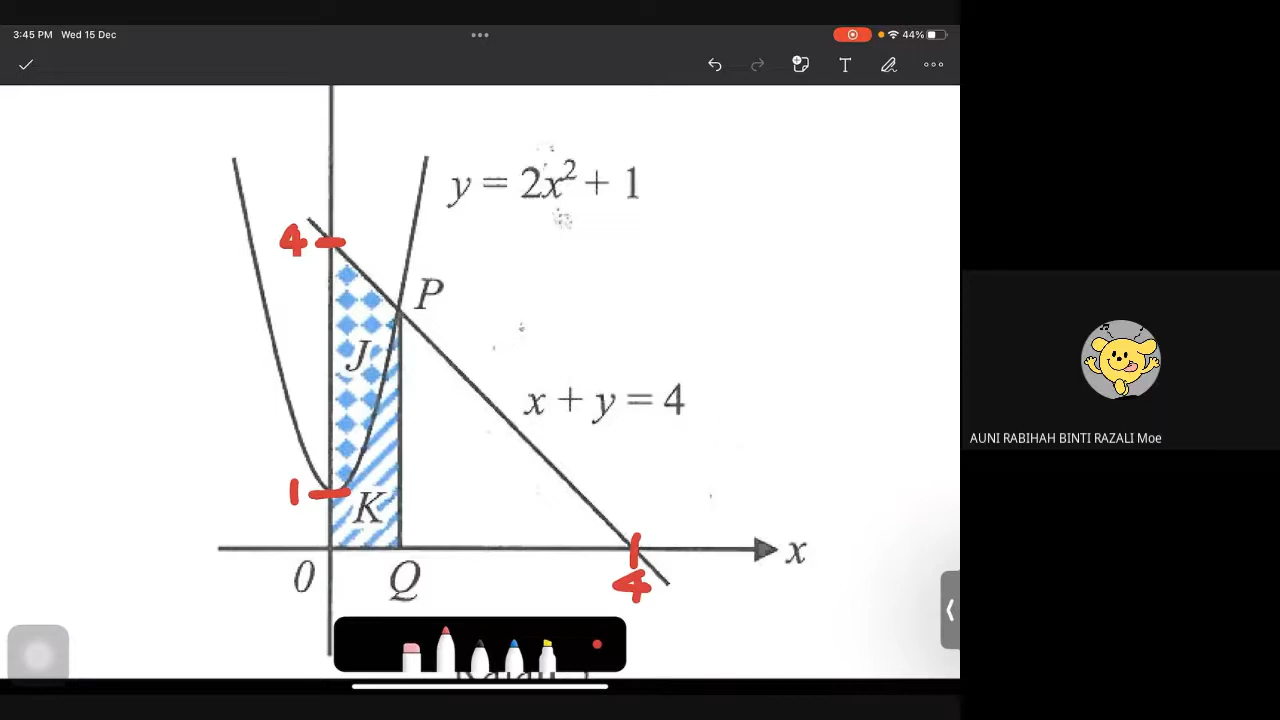 3:45 PM Wed 15 Dec
44%
T
y = 2x² + 1
4
P
J
x + y = 4
1
K
x
0
Q
4
AUNI RABIHAH BINTI RAZALI Moe